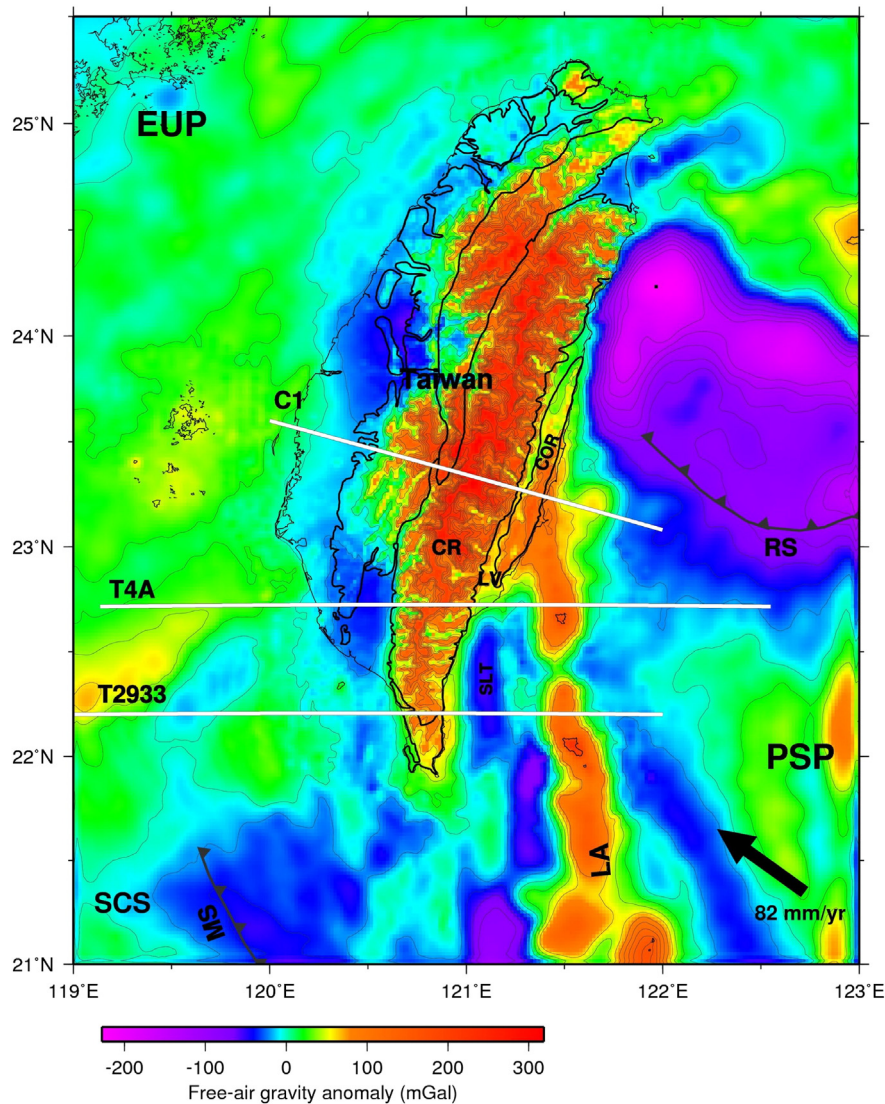 25˚N
EUP
24˚N
Taiwan
C1
COR
23˚N
CR
RS
LV
T4A
SLT
T2933
22˚N
PSP
LA
SCS
MS
82 mm/yr
21˚N
119˚E
120˚E
121˚E
122˚E
123˚E
-200
-100
0
100
200
300
Free-air gravity anomaly (mGal)